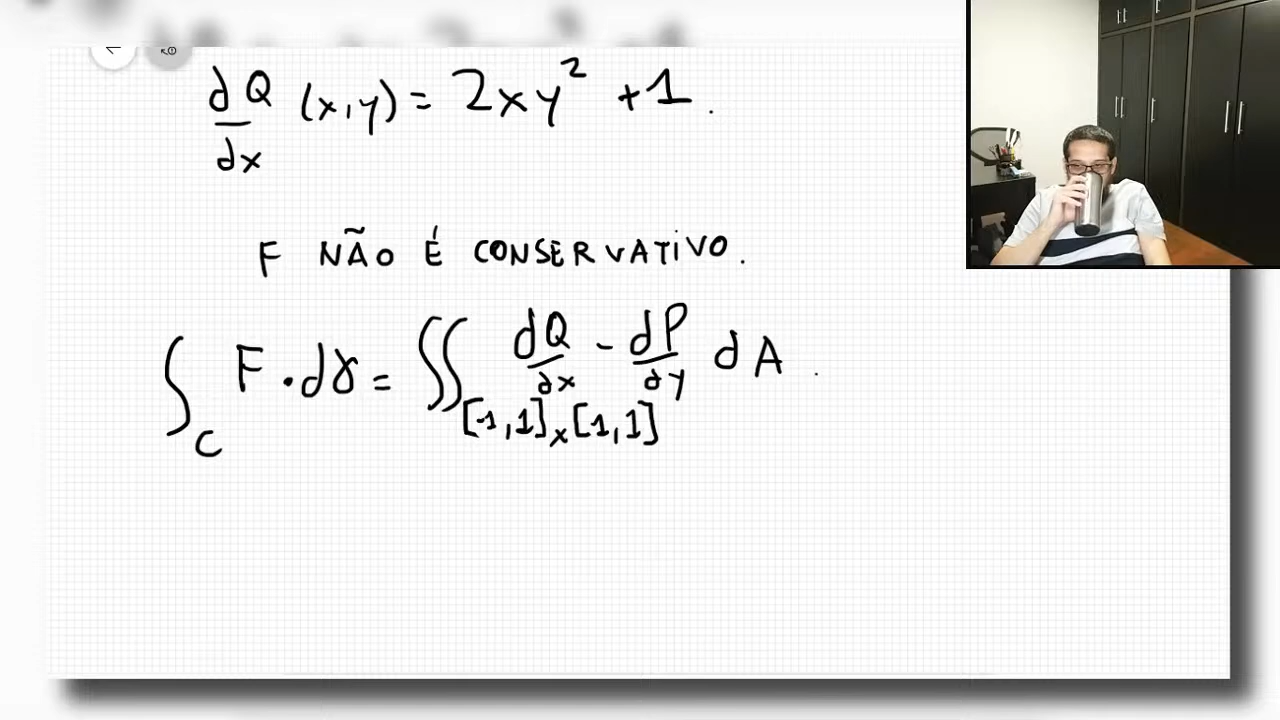 dQ/dx (x,y) = 2xy² + 1.
F NÃO É CONSERVATIVO.
∫_C F · dγ = ∬_{[-1,1]×[1,1]} dQ/dx - dP/dy dA.